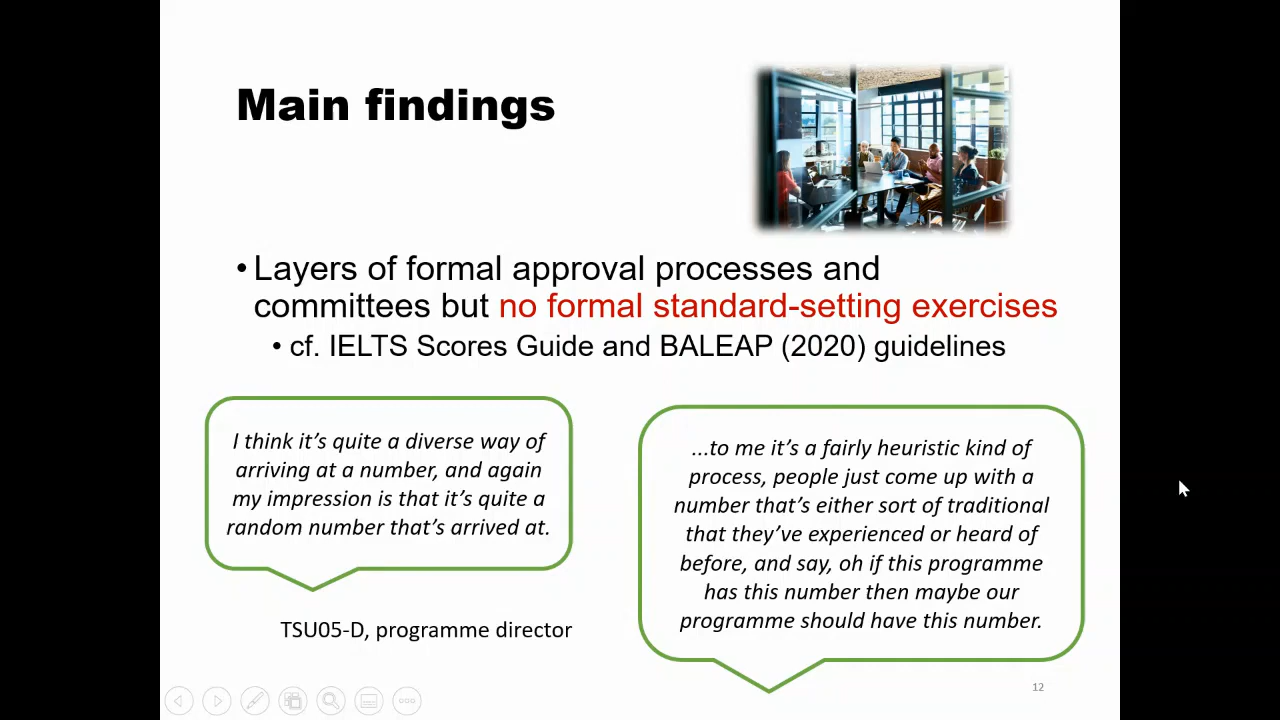 Main findings
•Layers of formal approval processes and
committees but no formal standard-setting exercises
• cf. IELTS Scores Guide and BALEAP (2020) guidelines
I think it’s quite a diverse way of
arriving at a number, and again
my impression is that it’s quite a
random number that’s arrived at.
TSU05-D, programme director
...to me it’s a fairly heuristic kind of
process, people just come up with a
number that’s either sort of traditional
that they’ve experienced or heard of
before, and say, oh if this programme
has this number then maybe our
programme should have this number.
12